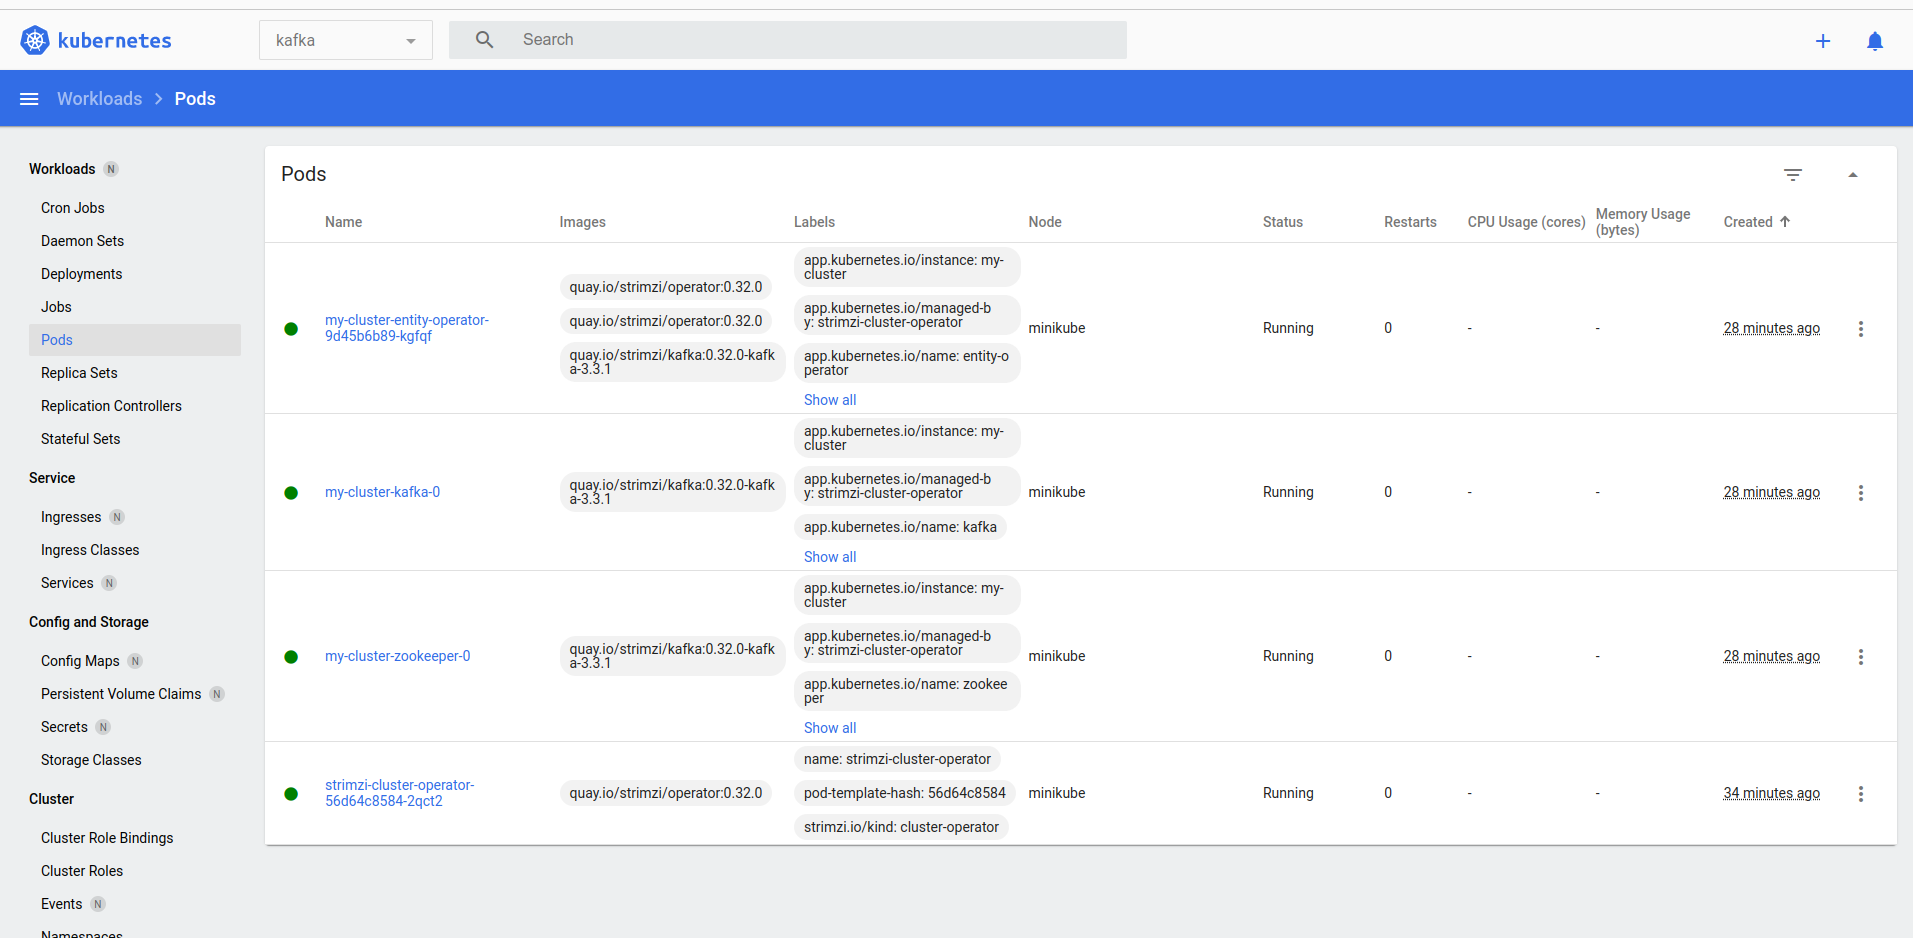 kubernetes
kafka
Search
Workloads
Pods
Workloads N
Cron Jobs
Daemon Sets
Deployments
Jobs
Pods
Replica Sets
Replication Controllers
Stateful Sets
Service
Ingresses N
Ingress Classes
Services N
Config and Storage
Config Maps N
Persistent Volume Claims N
Secrets N
Storage Classes
Cluster
Cluster Role Bindings
Cluster Roles
Events N
Namespaces
Pods
Name
Images
Labels
Node
Status
Restarts
CPU Usage (cores)
Memory Usage
(bytes)
Created
my-cluster-entity-operator-
9d45b6b89-kgfqf
quay.io/strimzi/operator:0.32.0
quay.io/strimzi/operator:0.32.0
quay.io/strimzi/kafka:0.32.0-kafk
a-3.3.1
app.kubernetes.io/instance: my-
cluster
app.kubernetes.io/managed-b
y: strimzi-cluster-operator
app.kubernetes.io/name: entity-o
perator
Show all
minikube
Running
0
-
-
28 minutes ago
my-cluster-kafka-0
quay.io/strimzi/kafka:0.32.0-kafk
a-3.3.1
app.kubernetes.io/instance: my-
cluster
app.kubernetes.io/managed-b
y: strimzi-cluster-operator
app.kubernetes.io/name: kafka
Show all
minikube
Running
0
-
-
28 minutes ago
my-cluster-zookeeper-0
quay.io/strimzi/kafka:0.32.0-kafk
a-3.3.1
app.kubernetes.io/instance: my-
cluster
app.kubernetes.io/managed-b
y: strimzi-cluster-operator
app.kubernetes.io/name: zookee
per
Show all
minikube
Running
0
-
-
28 minutes ago
strimzi-cluster-operator-
56d64c8584-2qct2
quay.io/strimzi/operator:0.32.0
name: strimzi-cluster-operator
pod-template-hash: 56d64c8584
strimzi.io/kind: cluster-operator
minikube
Running
0
-
-
34 minutes ago